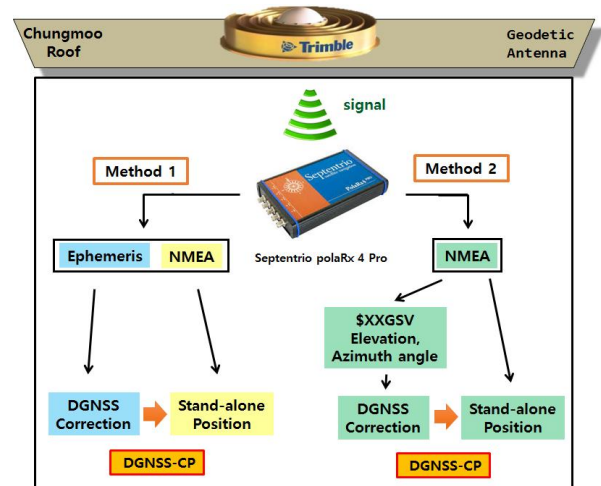 Chungmoo
Roof
Trimble
Geodetic
Antenna
signal
Method 1
Septentrio
PolaRx
Method 2
Ephemeris
NMEA
Septentrio polaRx 4 Pro
NMEA
$XXGSV
Elevation,
Azimuth angle
DGNSS
Correction
Stand-alone
Position
DGNSS
Correction
Stand-alone
Position
DGNSS-CP
DGNSS-CP